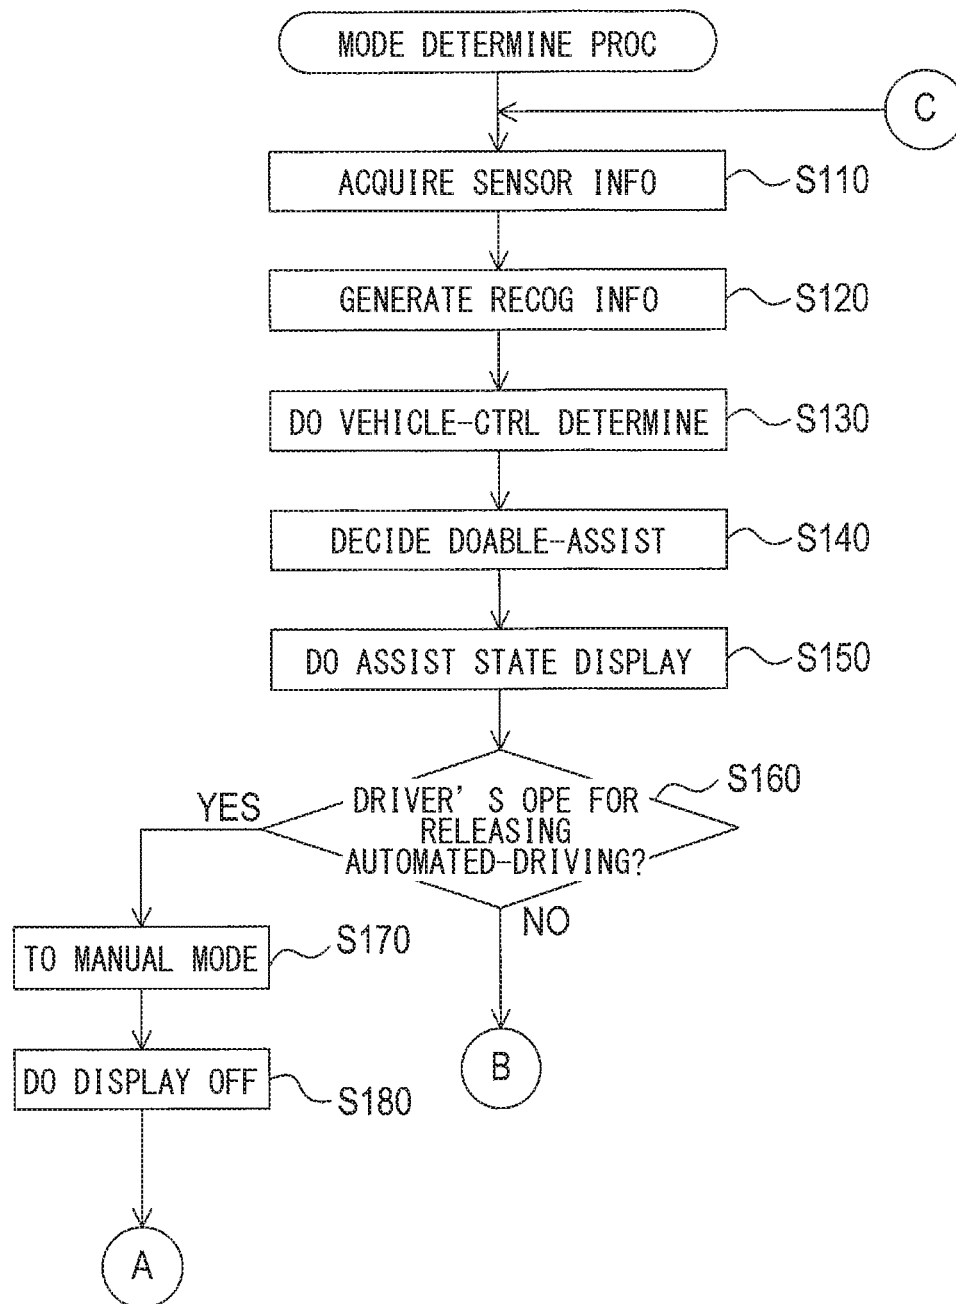 MODE DETERMINE PROC
C
ACQUIRE SENSOR INFO
S110
GENERATE RECOG INFO
S120
DO VEHICLE-CTRL DETERMINE
S130
DECIDE DOABLE-ASSIST
S140
DO ASSIST STATE DISPLAY
S150
S160
YES
DRIVER' S OPE FOR
RELEASING
AUTOMATED-DRIVING?
NO
TO MANUAL MODE
S170
DO DISPLAY OFF
S180
B
A